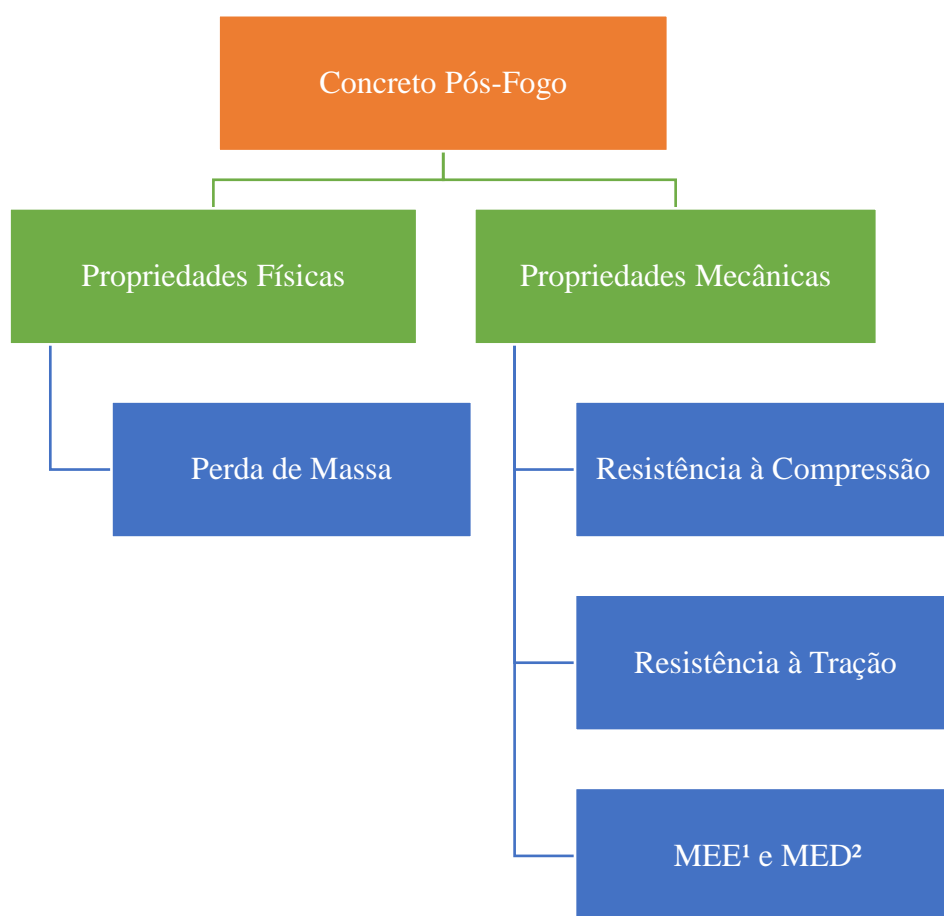 Concreto Pós-Fogo
Propriedades Físicas
Propriedades Mecânicas
Perda de Massa
Resistência à Compressão
Resistência à Tração
MEE¹ e MED²